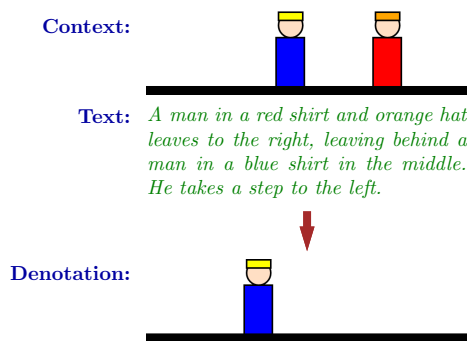 Context:
Text: A man in a red shirt and orange hat
leaves to the right, leaving behind a
man in a blue shirt in the middle.
He takes a step to the left.
Denotation: